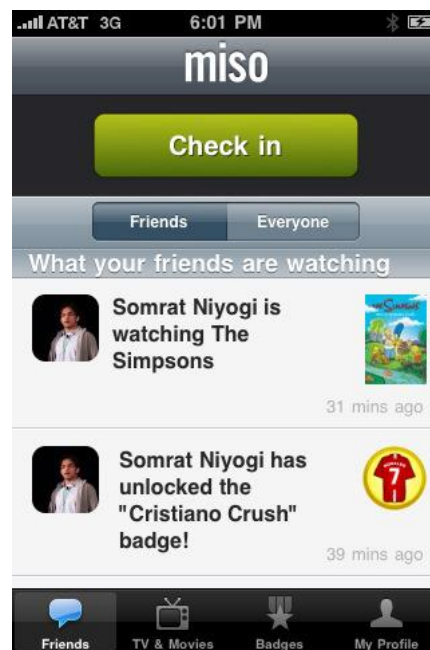 AT&T 3G 6:01 PM
miso
Check in
Friends Everyone
What your friends are watching
Somrat Niyogi is
watching The
Simpsons
31 mins ago
Somrat Niyogi has
unlocked the
"Cristiano Crush"
badge!
7
39 mins ago
Friends TV & Movies Badges My Profile